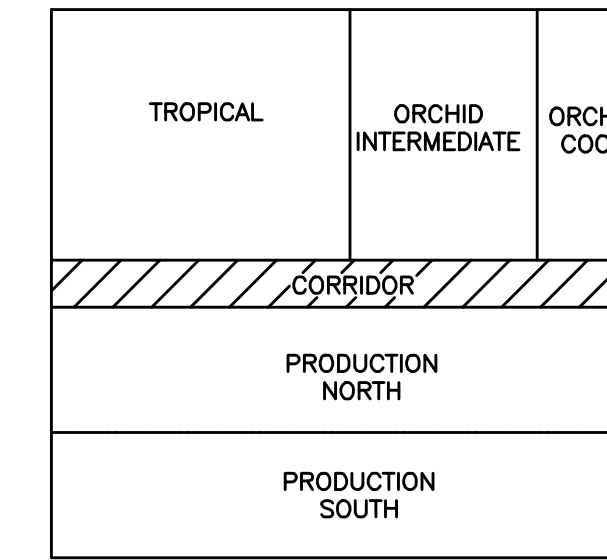 TROPICAL
ORCHID
INTERMEDIATE
CORRIDOR
PRODUCTION
NORTH
PRODUCTION
SOUTH